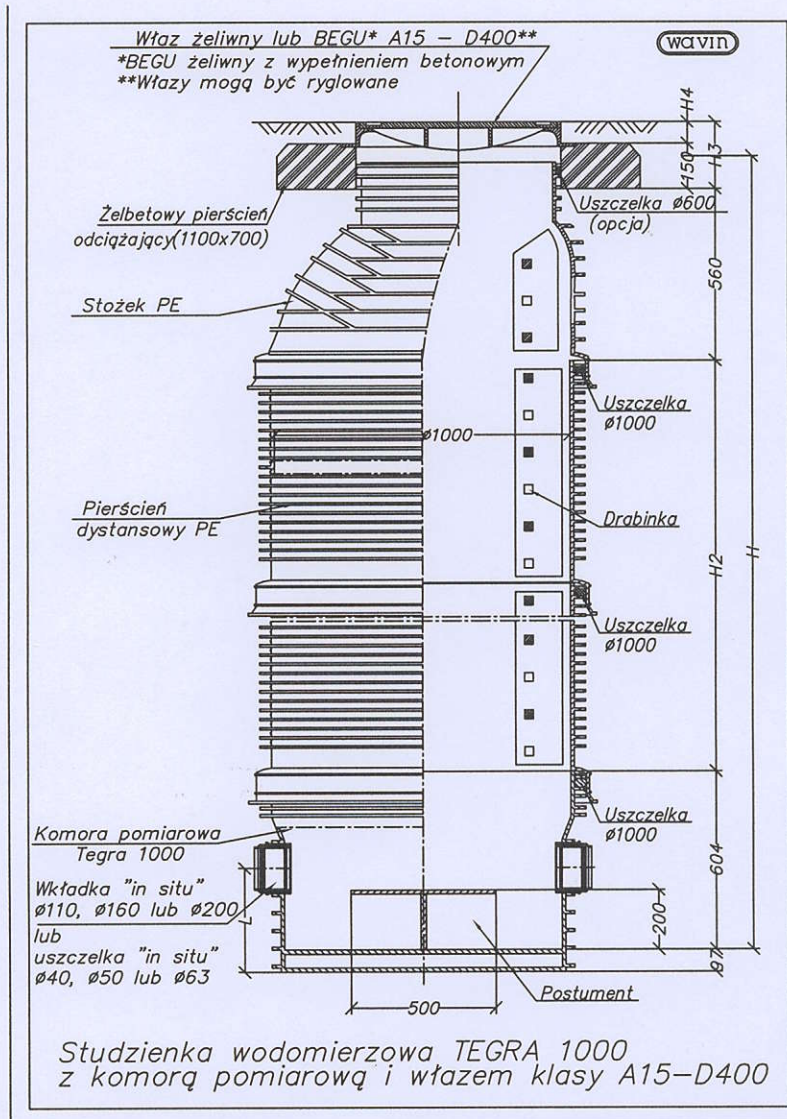 Właz żeliwny lub BEGU* A15 – D400**
*BEGU żeliwny z wypełnieniem betonowym
**Włazy mogą być ryglowane
wavin
H4
H3
150
Żelbetowy pierścień
odciążający(1100x700)
Uszczelka ø600
(opcja)
560
Stożek PE
Uszczelka
ø1000
ø1000
Pierścień
dystansowy PE
Drabinka
H2
H
Uszczelka
ø1000
Uszczelka
ø1000
Komora pomiarowa
Tegra 1000
604
Wkładka "in situ"
ø110, ø160 lub ø200
lub
uszczelka "in situ"
ø40, ø50 lub ø63
L
200
97
500
Postument
Studzienka wodomierzowa TEGRA 1000
z komorą pomiarową i włazem klasy A15–D400